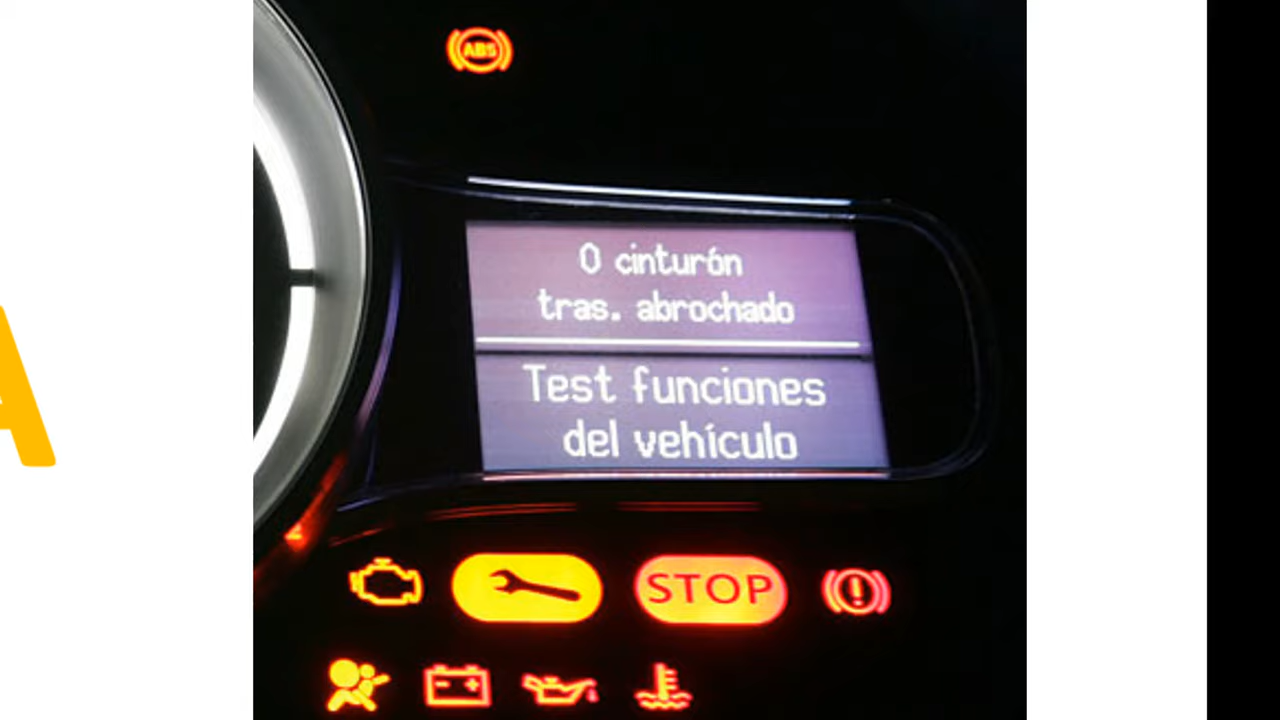 ABS
0 cinturón
tras. abrochado
Test funciones
del vehículo
STOP
A